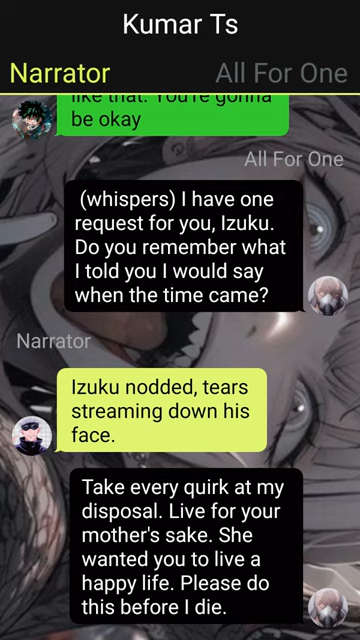 Kumar Ts
Narrator
All For One
like that. You're gonna
be okay
All For One
(whispers) I have one
request for you, Izuku.
Do you remember what
I told you I would say
when the time came?
Narrator
Izuku nodded, tears
streaming down his
face.
Take every quirk at my
disposal. Live for your
mother's sake. She
wanted you to live a
happy life. Please do
this before I die.